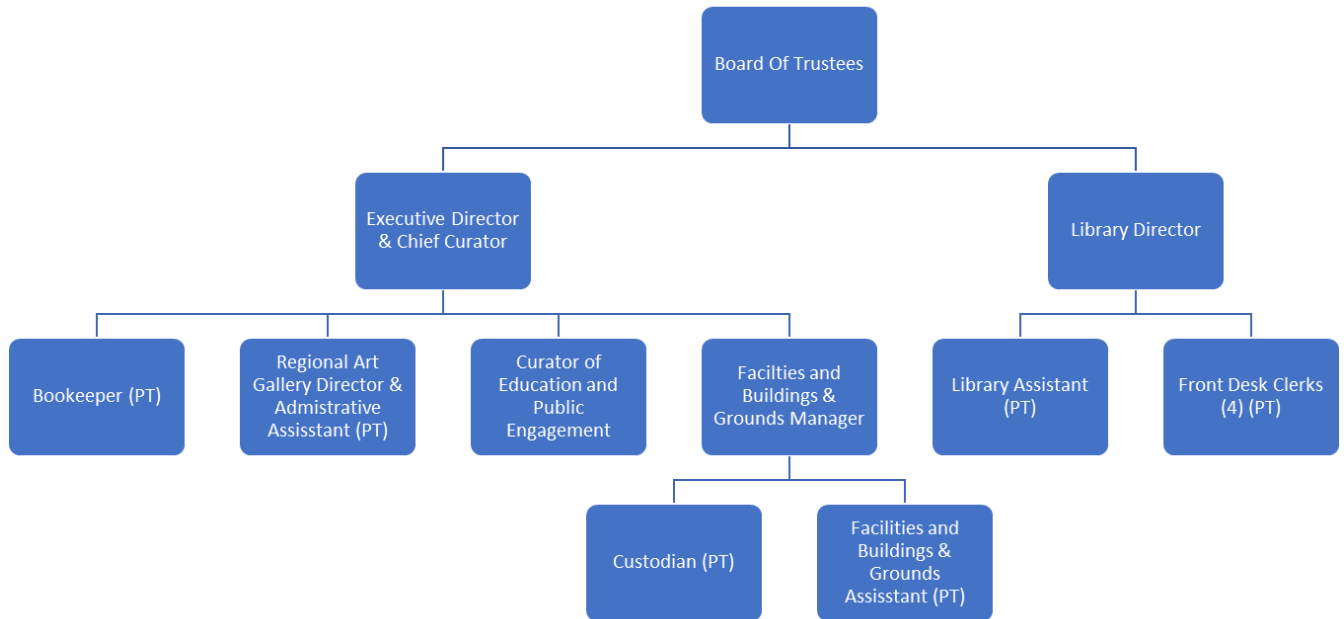 Board Of Trustees
Executive Director
& Chief Curator
Library Director
Bookeeper (PT)
Regional Art
Gallery Director &
Admistrative
Assisstant (PT)
Curator of
Education and
Public
Engagement
Facilties and
Buildings &
Grounds Manager
Library Assistant
(PT)
Front Desk Clerks
(4) (PT)
Custodian (PT)
Facilities and
Buildings &
Grounds
Assisstant (PT)